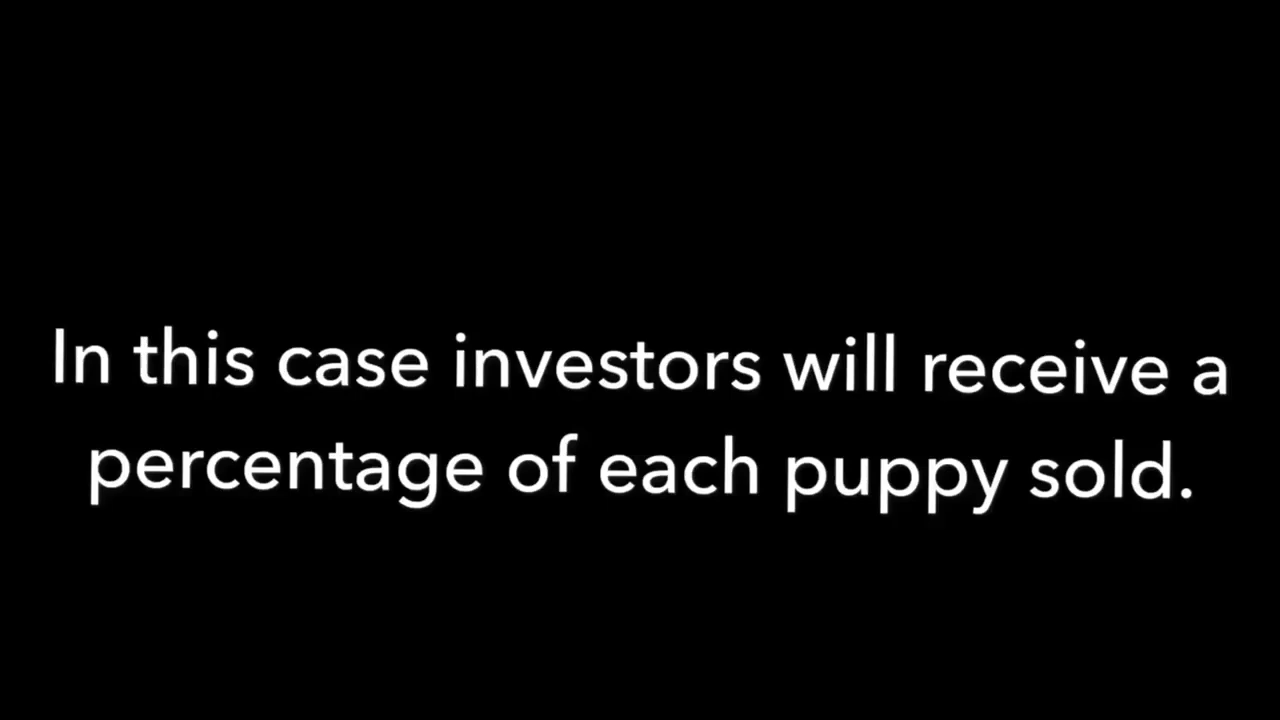 In this case investors will receive a
percentage of each puppy sold.